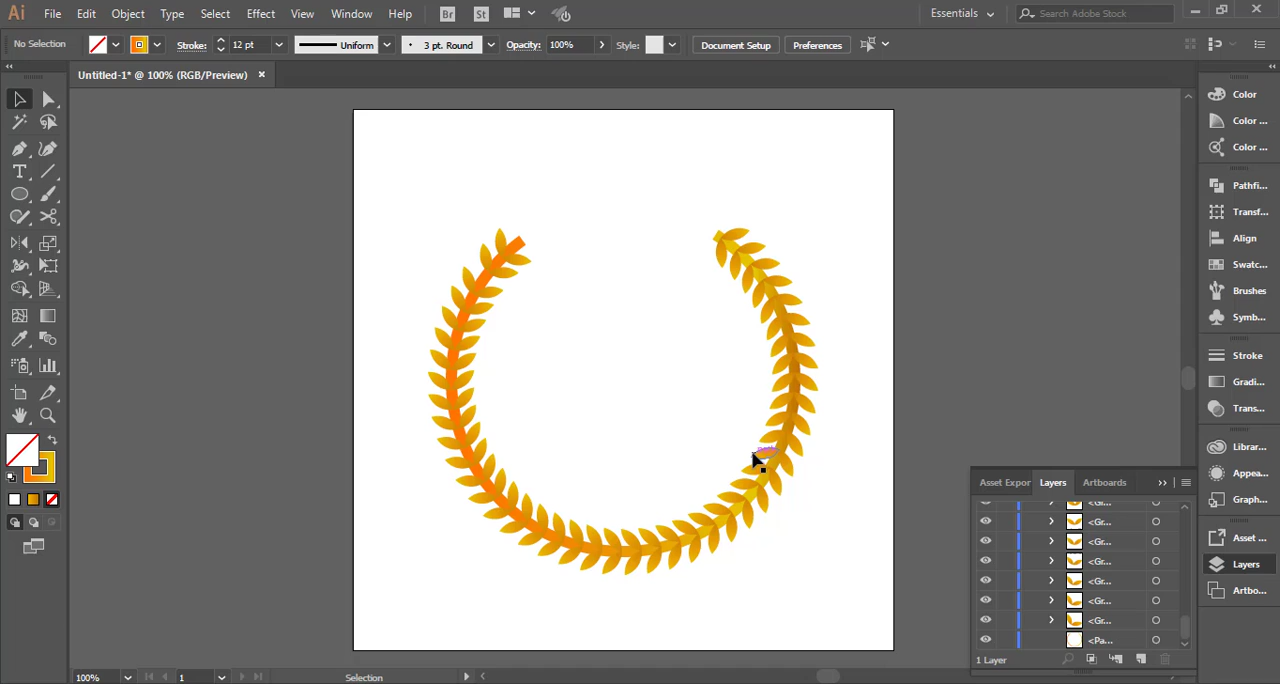 Ai File Edit Object Type Select Effect View Window Help Br St Essentials Search Adobe Stock
No Selection Stroke: 12 pt Uniform 3 pt. Round Opacity: 100% Style: Document Setup Preferences
Untitled-1* @ 100% (RGB/Preview)
Color
Color ...
Color ...
Pathfi...
Transf...
Align
Swatc...
Brushes
Symb...
Stroke
Gradi...
Trans...
Librar...
Appea...
Graph...
Asset ...
Layers
Artbo...
Asset Expor Layers Artboards
<Gr...
<Gr...
<Gr...
<Gr...
<Gr...
<Gr...
<Gr...
<Pa...
1 Layer
100% 1 Selection